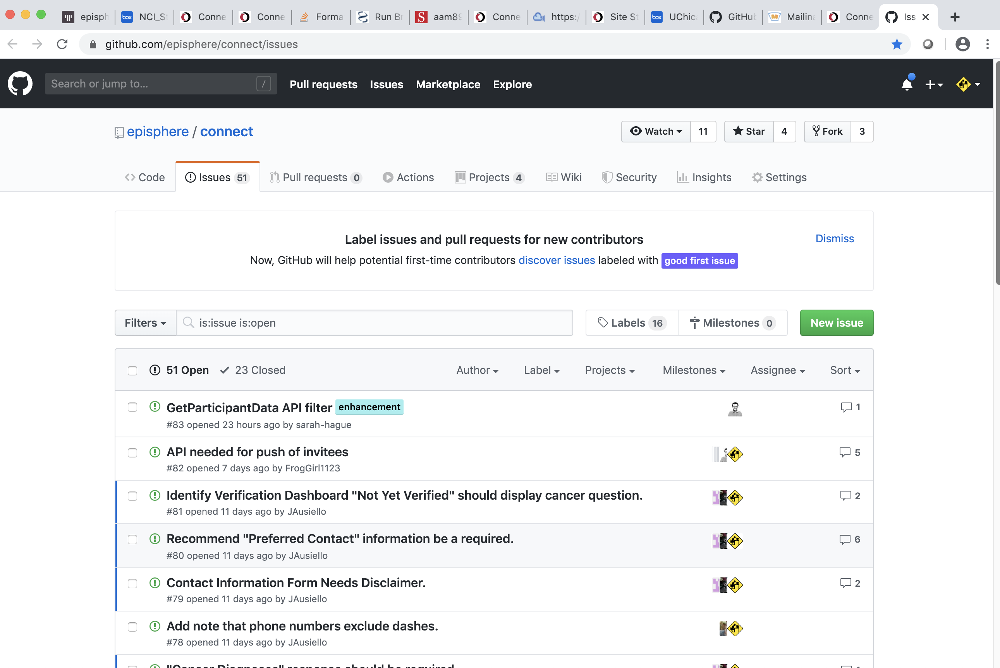 episph NCI_St Conne Conne Forma Run Br aam89 Conne https:/ Site St UChica GitHub Mailina Conne Iss
github.com/episphere/connect/issues
Search or jump to... / Pull requests Issues Marketplace Explore
episphere / connect Watch 11 Star 4 Fork 3
Code Issues 51 Pull requests 0 Actions Projects 4 Wiki Security Insights Settings
Label issues and pull requests for new contributors Dismiss
Now, GitHub will help potential first-time contributors discover issues labeled with good first issue
Filters is:issue is:open Labels 16 Milestones 0 New issue
51 Open 23 Closed Author Label Projects Milestones Assignee Sort
GetParticipantData API filter enhancement 1
#83 opened 23 hours ago by sarah-hague
API needed for push of invitees 5
#82 opened 7 days ago by FrogGirl1123
Identify Verification Dashboard "Not Yet Verified" should display cancer question. 2
#81 opened 11 days ago by JAusiello
Recommend "Preferred Contact" information be a required. 6
#80 opened 11 days ago by JAusiello
Contact Information Form Needs Disclaimer. 2
#79 opened 11 days ago by JAusiello
Add note that phone numbers exclude dashes.
#78 opened 11 days ago by JAusiello
"Cancer Diagnoses" response should be required